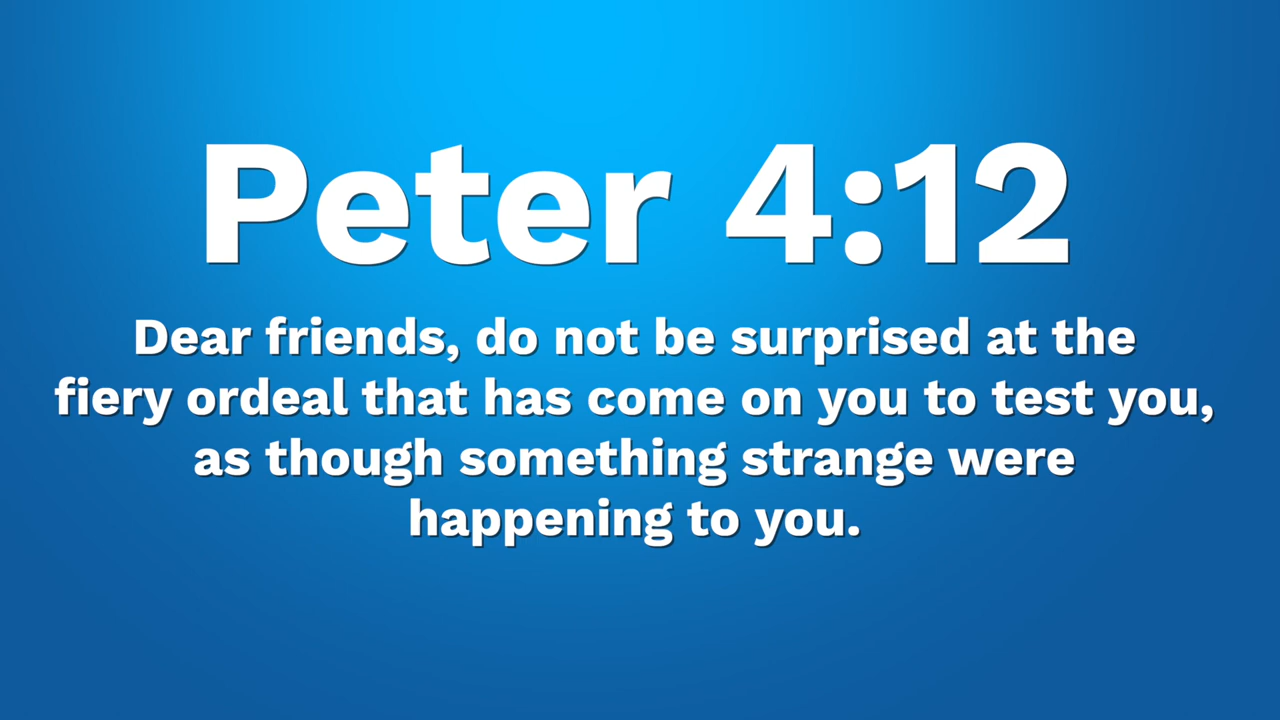 Peter 4:12
Dear friends, do not be surprised at the
fiery ordeal that has come on you to test you,
as though something strange were
happening to you.